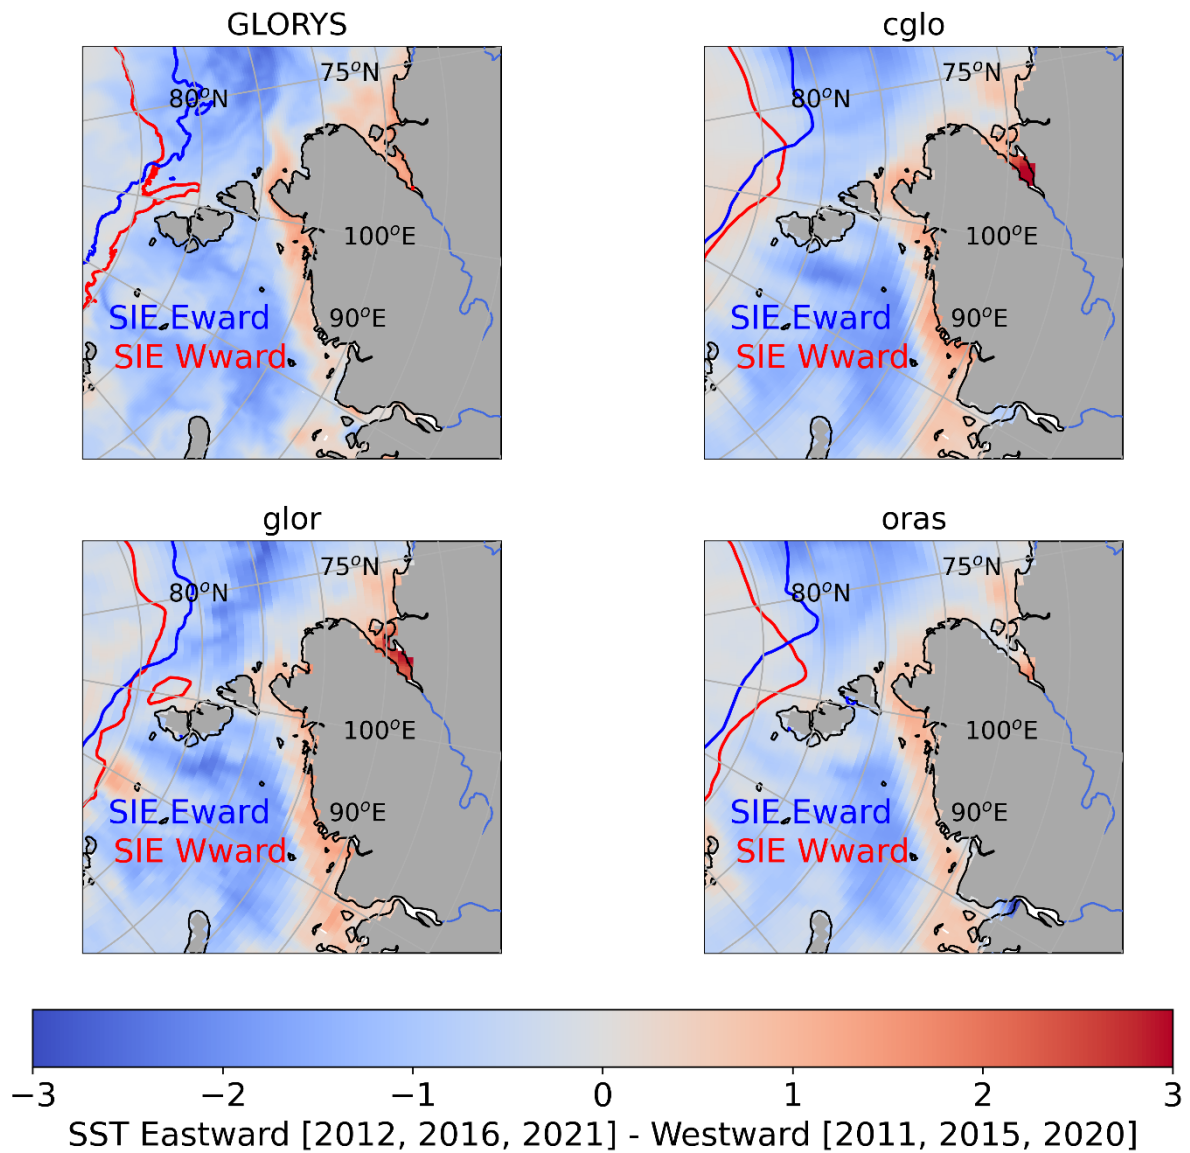 GLORYS
75°N
80°N
100°E
90°E
SIE Eward
SIE Wward
cglo
75°N
80°N
100°E
90°E
SIE Eward
SIE Wward
glor
75°N
80°N
100°E
90°E
SIE Eward
SIE Wward
oras
75°N
80°N
100°E
90°E
SIE Eward
SIE Wward
−3 −2 −1 0 1 2 3
SST Eastward [2012, 2016, 2021] - Westward [2011, 2015, 2020]